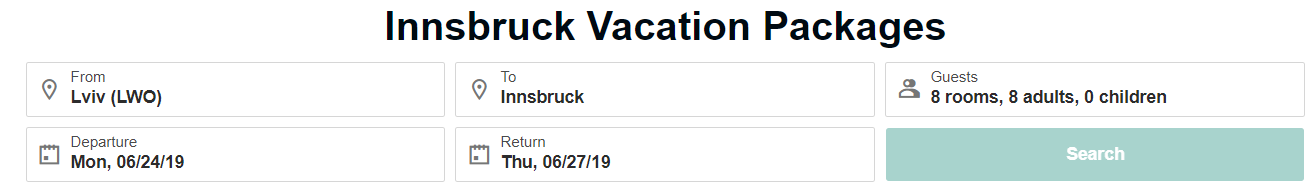 Innsbruck Vacation Packages
From
Lviv (LWO)
To
Innsbruck
Guests
8 rooms, 8 adults, 0 children
Departure
Mon, 06/24/19
Return
Thu, 06/27/19
Search